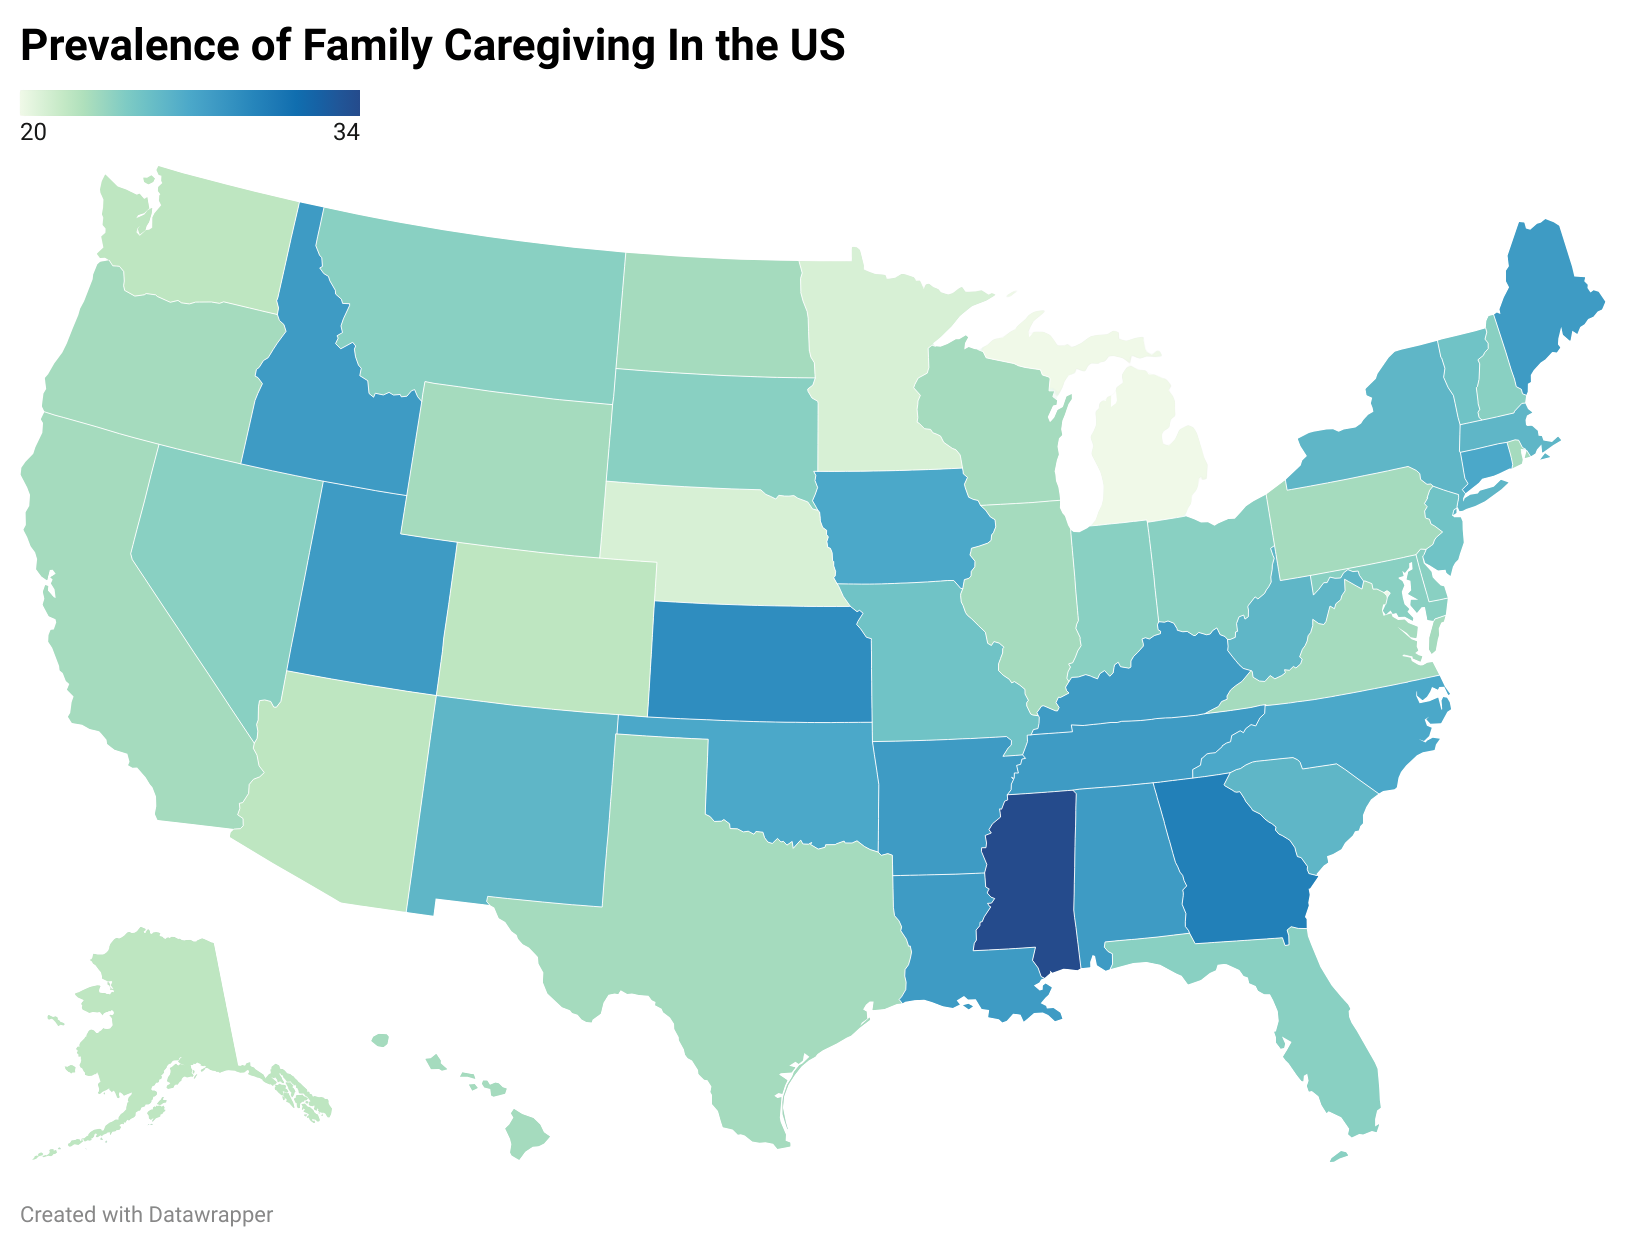 Prevalence of Family Caregiving In the US
20 34
Created with Datawrapper